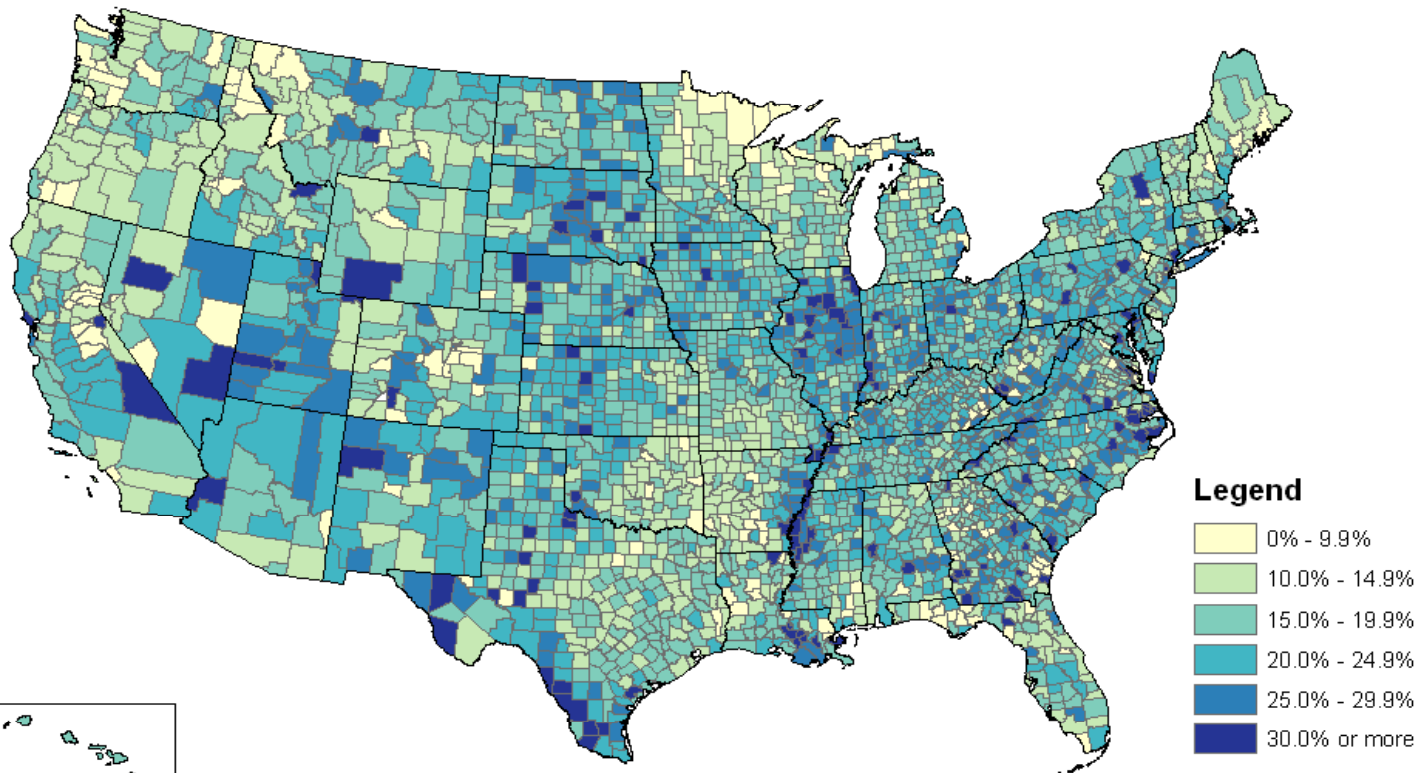 Legend
0% - 9.9%
10.0% - 14.9%
15.0% - 19.9%
20.0% - 24.9%
25.0% - 29.9%
30.0% or more